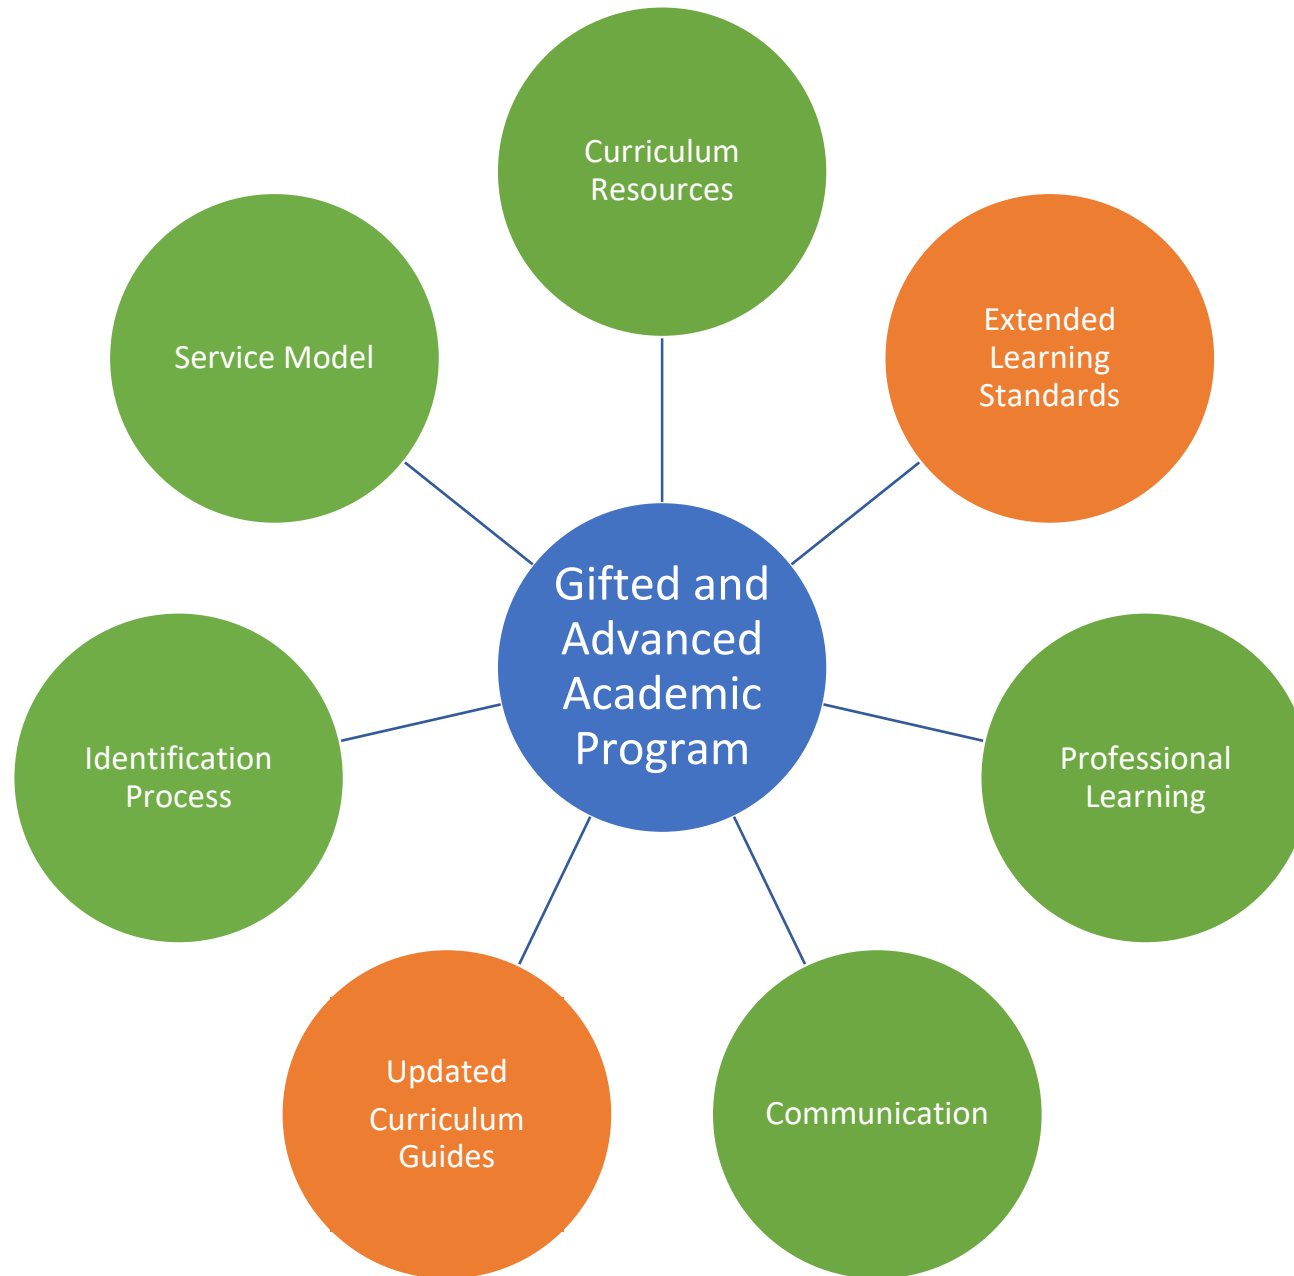 Curriculum
Resources
Extended
Learning
Standards
Service Model
Gifted and
Advanced
Academic
Program
Identification
Process
Professional
Learning
Updated
Curriculum
Guides
Communication